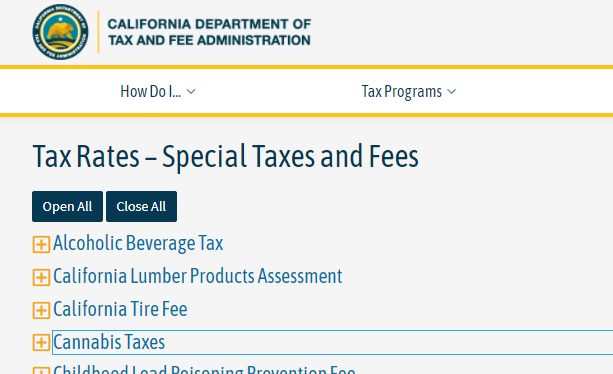 CALIFORNIA DEPARTMENT OF
TAX AND FEE ADMINISTRATION
How Do I... Tax Programs
Tax Rates – Special Taxes and Fees
Open All Close All
Alcoholic Beverage Tax
California Lumber Products Assessment
California Tire Fee
Cannabis Taxes
Childhood Lead Poisoning Prevention Fee